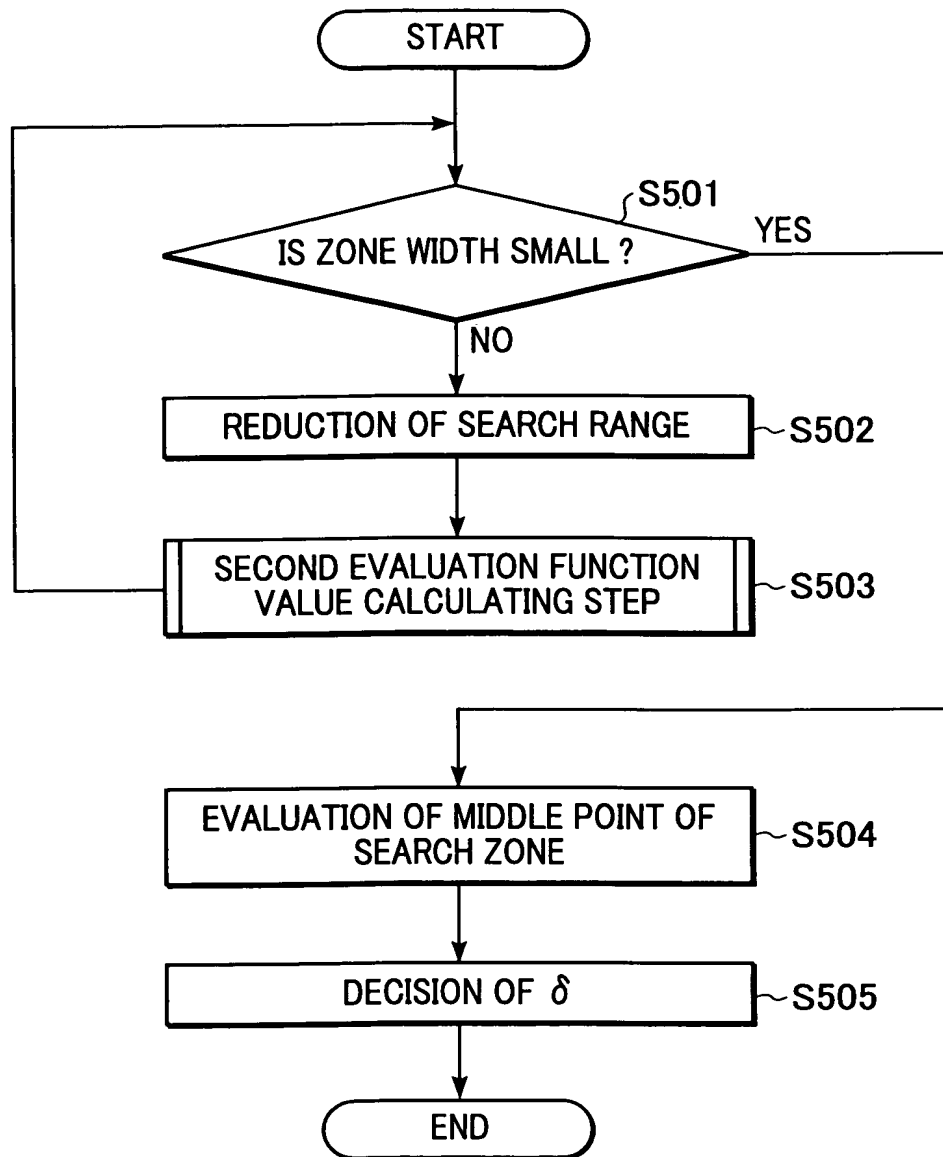 START
S501
IS ZONE WIDTH SMALL ?
YES
NO
REDUCTION OF SEARCH RANGE
S502
SECOND EVALUATION FUNCTION
VALUE CALCULATING STEP
S503
EVALUATION OF MIDDLE POINT OF
SEARCH ZONE
S504
DECISION OF δ
S505
END